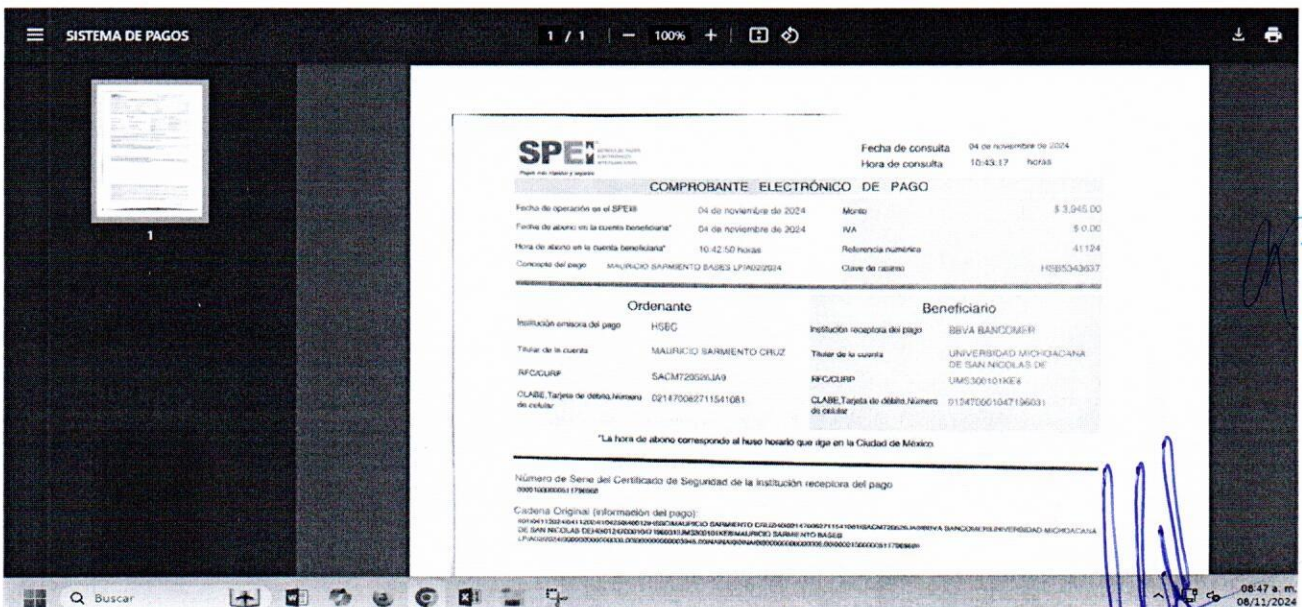 SISTEMA DE PAGOS
1 / 1
100%
1
SPEI
Fecha de consulta 04 de noviembre de 2024
Hora de consulta 10:43:17 horas
COMPROBANTE ELECTRÓNICO DE PAGO
Fecha de operación en el SPEI® 04 de noviembre de 2024 Monto $ 3,945.00
Fecha de abono en la cuenta beneficiaria* 04 de noviembre de 2024 IVA $ 0.00
Hora de abono en la cuenta beneficiaria* 10:42:50 horas Referencia numérica 41124
Concepto del pago MAURICIO SARMIENTO BASES Clave de rastreo HSB5343637
Ordenante Beneficiario
Institución emisora del pago HSBC Institución receptora del pago BBVA BANCOMER
Titular de la cuenta MAURICIO SARMIENTO CRUZ Titular de la cuenta UNIVERSIDAD MICHOACANA
DE SAN NICOLAS DE
RFC/CURP SACM720526JA9 RFC/CURP UMS300101KE8
CLABE,Tarjeta de débito,Número 021470062711541081 CLABE,Tarjeta de débito,Número 012470001047196031
de celular de celular
*La hora de abono corresponde al huso horario que rige en la Ciudad de México.
Número de Serie del Certificado de Seguridad de la institución receptora del pago
Cadena Original (información del pago):
Buscar
08:47 a. m.
08/11/2024